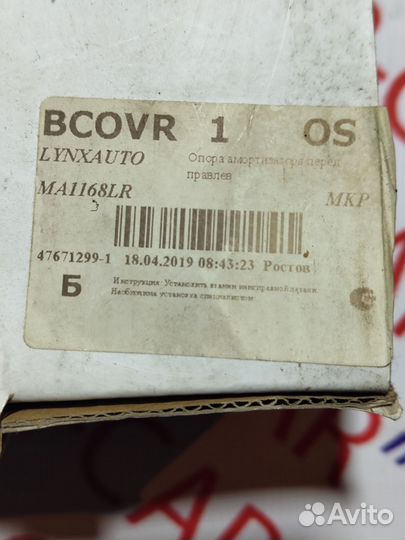 BCOVR 1 OS
LYNXAUTO Опора амортизатора перед
правлев
MA1168LR МКР
47671299-1 18.04.2019 08:43:23 Ростов
Б Инструкция: Установить взамен неисправной детали.
Необходима установка специалистом
Avito